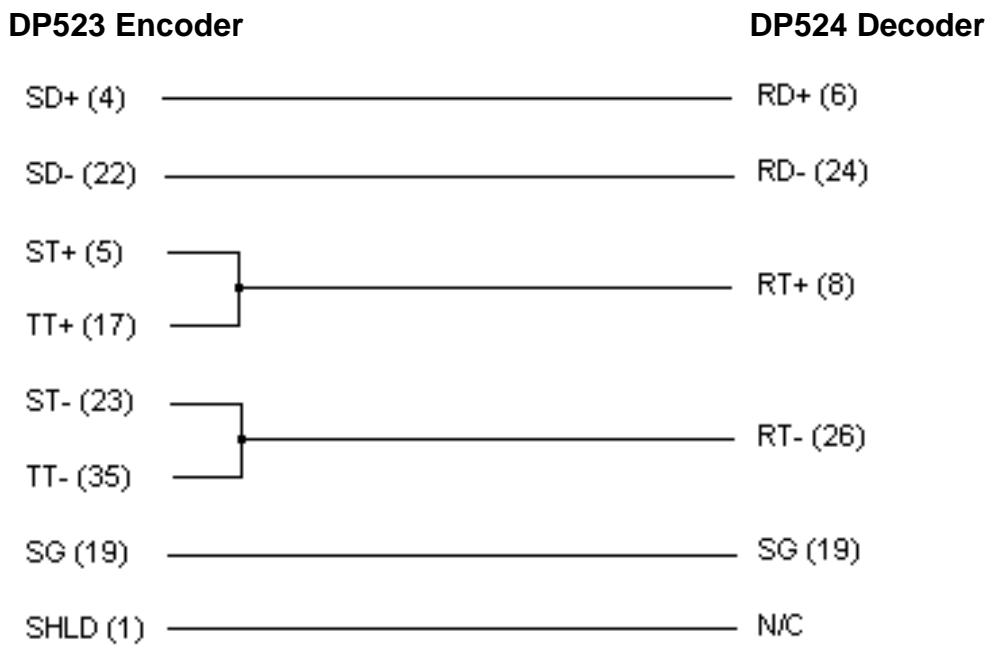 DP523 Encoder DP524 Decoder
SD+ (4) RD+ (6)
SD- (22) RD- (24)
ST+ (5)
RT+ (8)
TT+ (17)
ST- (23)
RT- (26)
TT- (35)
SG (19) SG (19)
SHLD (1) N/C